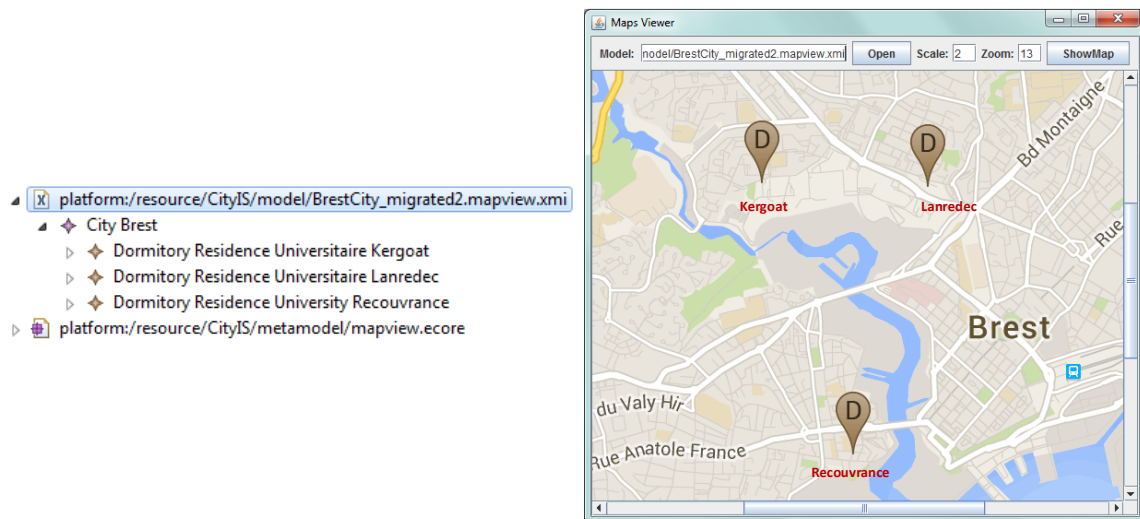 platform:/resource/CityIS/model/BrestCity_migrated2.mapview.xmi
City Brest
Dormitory Residence Universitaire Kergoat
Dormitory Residence Universitaire Lanredec
Dormitory Residence University Recouvrance
platform:/resource/CityIS/metamodel/mapview.ecore
Maps Viewer
Model: nodel/BrestCity_migrated2.mapview.xmi Open Scale: 2 Zoom: 13 ShowMap
Bd Montaigne
D
D
Kergoat
Lanredec
Rue
Brest
du Valy Hir
D
Rue Anatole France
Recouvrance